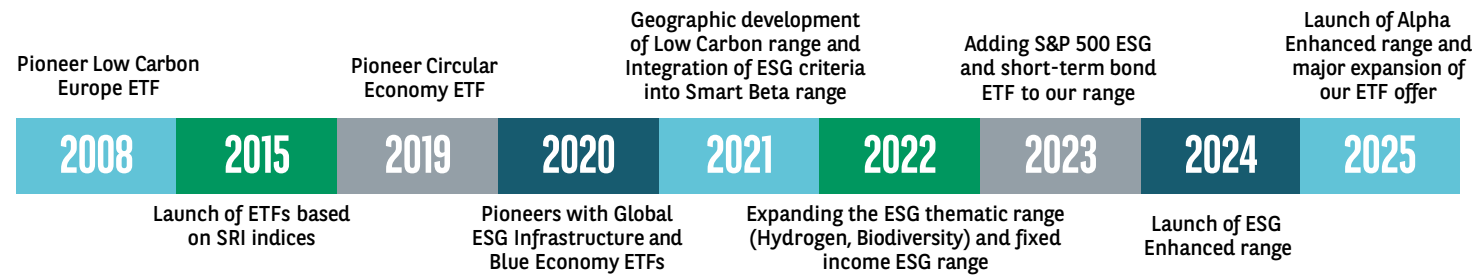 Pioneer Low Carbon
Europe ETF
Pioneer Circular
Economy ETF
Geographic development
of Low Carbon range and
Integration of ESG criteria
into Smart Beta range
Adding S&P 500 ESG
and short-term bond
ETF to our range
Launch of Alpha
Enhanced range and
major expansion of
our ETF offer
2008 2015 2019 2020 2021 2022 2023 2024 2025
Launch of ETFs based
on SRI indices
Pioneers with Global
ESG Infrastructure and
Blue Economy ETFs
Expanding the ESG thematic range
(Hydrogen, Biodiversity) and fixed
income ESG range
Launch of ESG
Enhanced range